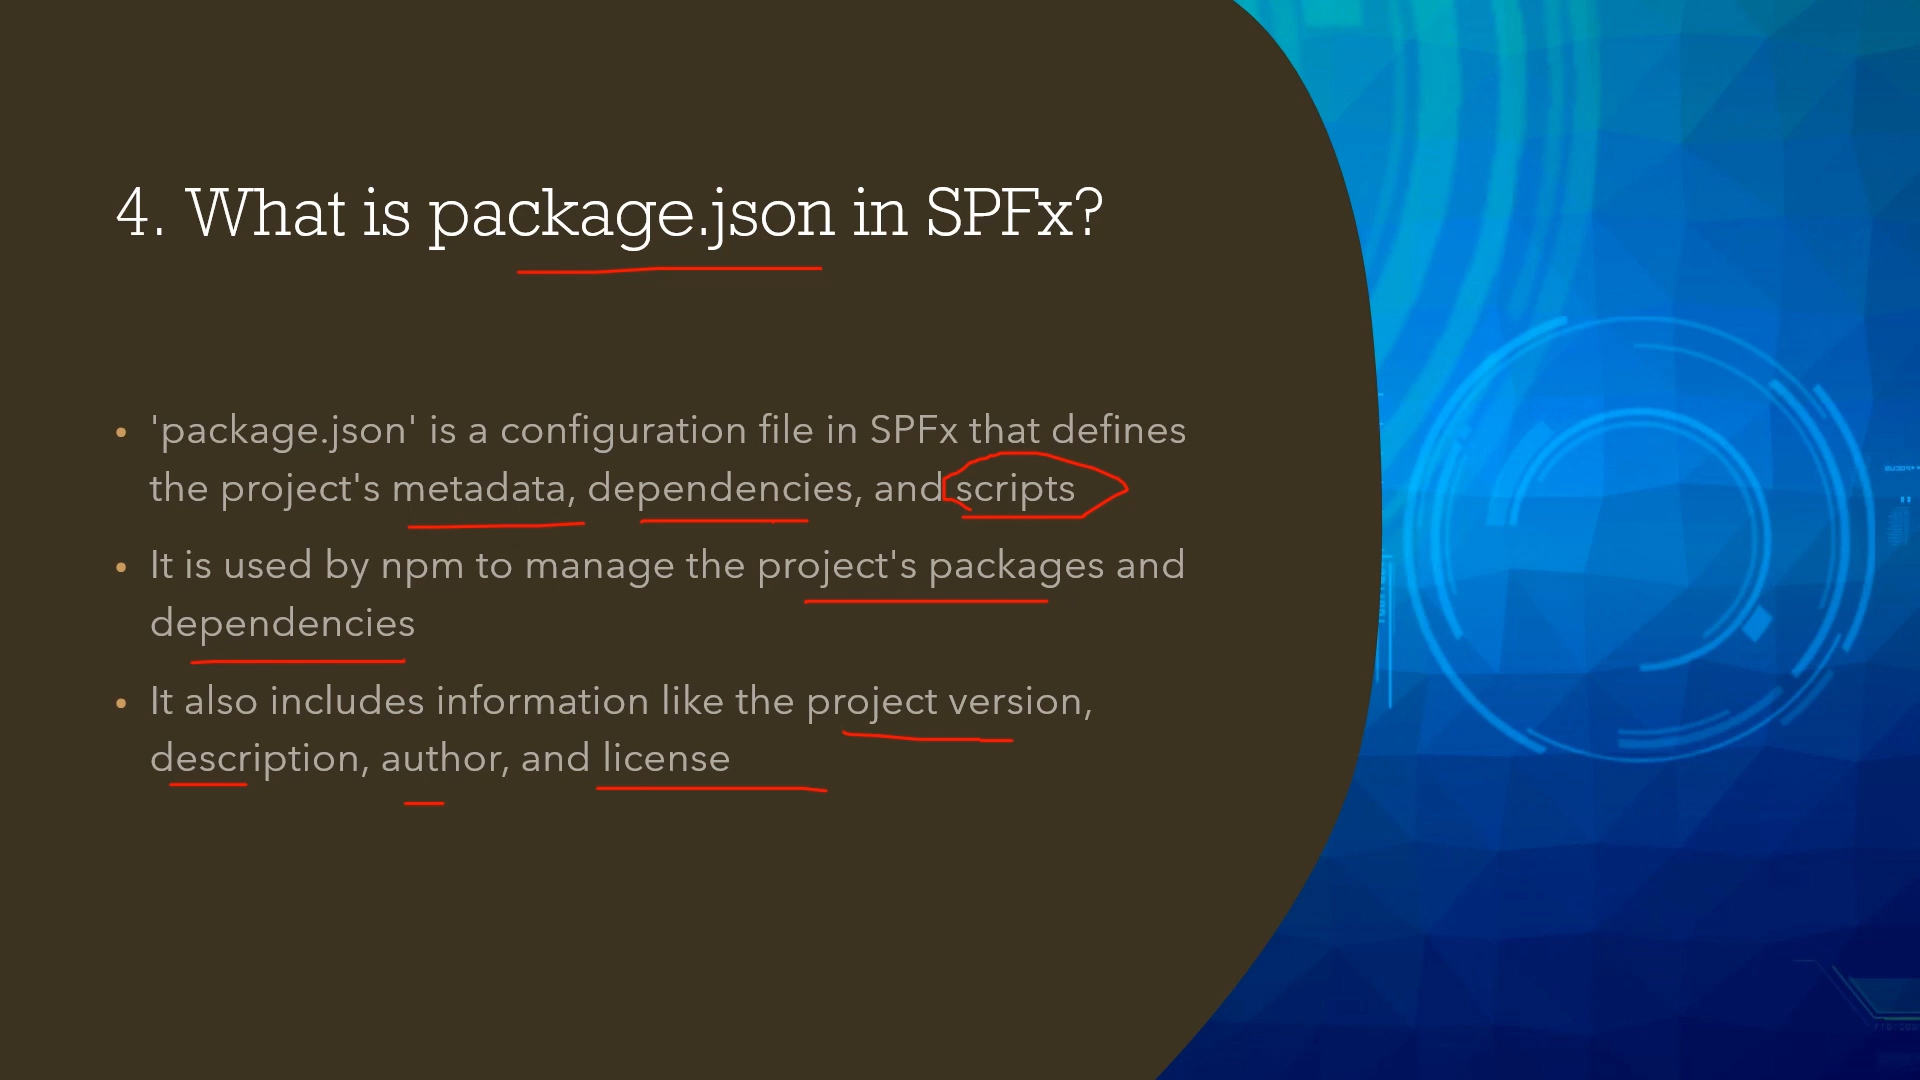 4. What is package.json in SPFx?
• 'package.json' is a configuration file in SPFx that defines
the project's metadata, dependencies, and scripts
• It is used by npm to manage the project's packages and
dependencies
• It also includes information like the project version,
description, author, and license